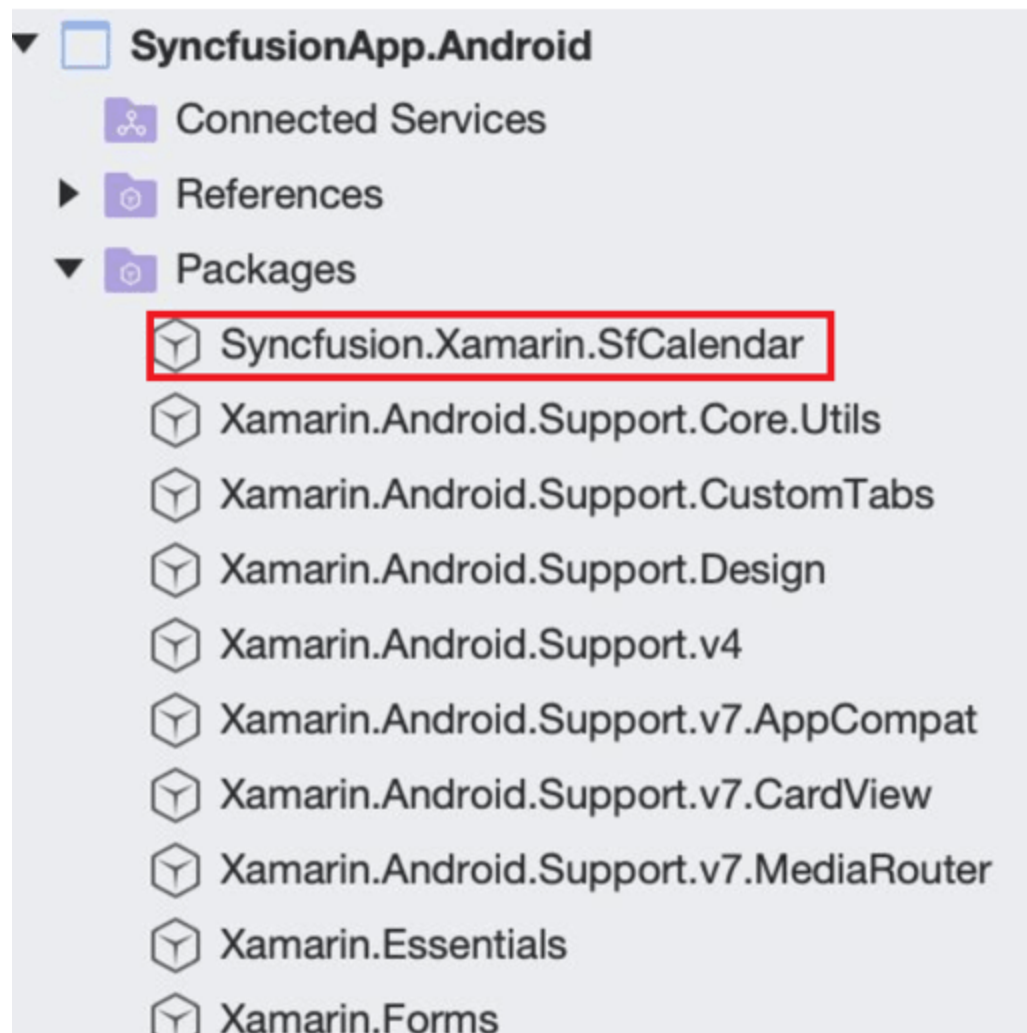 SyncfusionApp.Android
Connected Services
References
Packages
Syncfusion.Xamarin.SfCalendar
Xamarin.Android.Support.Core.Utils
Xamarin.Android.Support.CustomTabs
Xamarin.Android.Support.Design
Xamarin.Android.Support.v4
Xamarin.Android.Support.v7.AppCompat
Xamarin.Android.Support.v7.CardView
Xamarin.Android.Support.v7.MediaRouter
Xamarin.Essentials
Xamarin.Forms